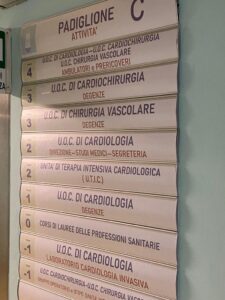 PADIGLIONE C
ATTIVITA'
4
U.O.C. DI CARDIOLOGIA-U.O.C. CARDIOCHIRURGIA
U.O.C. CHIRURGIA VASCOLARE
AMBULATORI e PRERICOVERI
3
U.O.C. DI CARDIOCHIRURGIA
DEGENZE
3
U.O.C. DI CHIRURGIA VASCOLARE
DEGENZE
2
U.O.C. DI CARDIOLOGIA
DIREZIONE-STUDI MEDICI-SEGRETERIA
2
UNITA' DI TERAPIA INTENSIVA CARDIOLOGICA
( U.T.I.C.)
1
U.O.C. DI CARDIOLOGIA
DEGENZE
0
CORSI DI LAUREE DELLE PROFESSIONI SANITARIE
-1
U.O.C. DI CARDIOLOGIA
LABORATORIO CARDIOLOGIA INVASIVA
-1
U.O.C. CARDIOCHIRURGIA-U.O.C. CHIRURGIA VASCOLARE